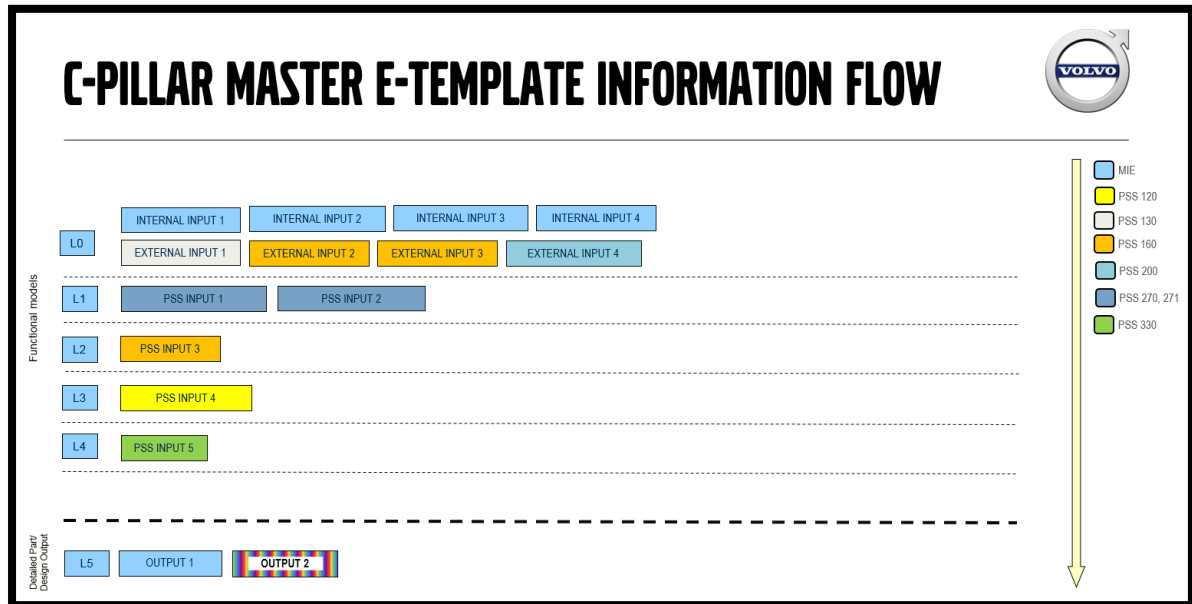 C-PILLAR MASTER E-TEMPLATE INFORMATION FLOW
VOLVO
MIE
PSS 120
PSS 130
PSS 160
PSS 200
PSS 270, 271
PSS 330
Functional models
L0
INTERNAL INPUT 1
INTERNAL INPUT 2
INTERNAL INPUT 3
INTERNAL INPUT 4
EXTERNAL INPUT 1
EXTERNAL INPUT 2
EXTERNAL INPUT 3
EXTERNAL INPUT 4
L1
PSS INPUT 1
PSS INPUT 2
L2
PSS INPUT 3
L3
PSS INPUT 4
L4
PSS INPUT 5
Detailed Part/
Design Output
L5
OUTPUT 1
OUTPUT 2